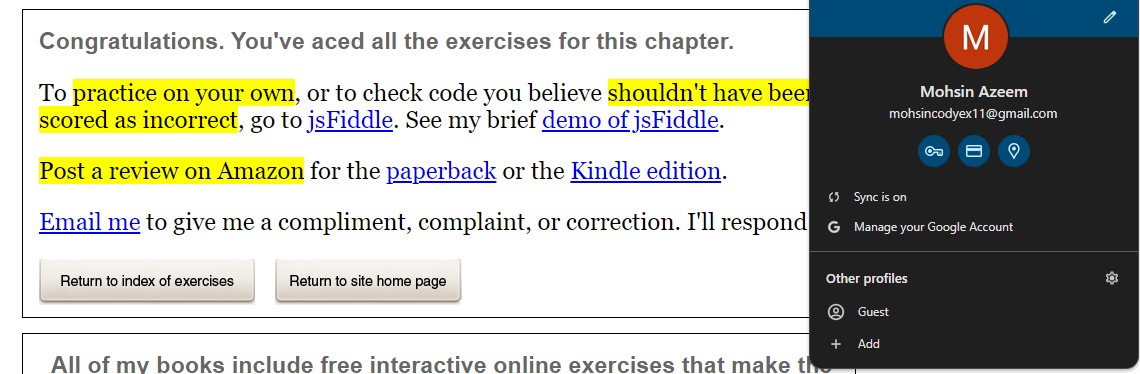 Congratulations. You've aced all the exercises for this chapter.
To practice on your own, or to check code you believe shouldn't have been
scored as incorrect, go to jsFiddle. See my brief demo of jsFiddle.
Post a review on Amazon for the paperback or the Kindle edition.
Email me to give me a compliment, complaint, or correction. I'll respond
Return to index of exercises
Return to site home page
All of my books include free interactive online exercises that make the
M
Mohsin Azeem
mohsincodyex11@gmail.com
Sync is on
G
Manage your Google Account
Other profiles
Guest
Add